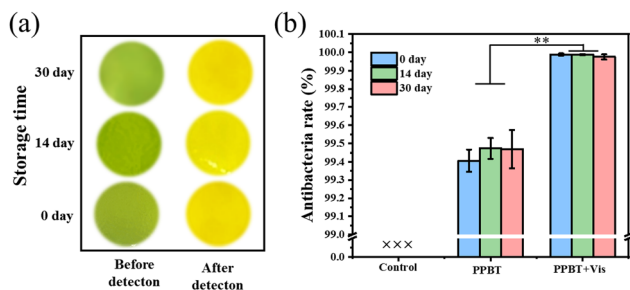 (a)
Storage time
30 day
14 day
0 day
Before
detecton
After
detecton
(b)
Antibacteria rate (%)
100.1
100.0
99.9
99.8
99.7
99.6
99.5
99.4
99.3
99.2
99.1
99.0
0.0
0 day
14 day
30 day
**
×××
Control
PPBT
PPBT+Vis